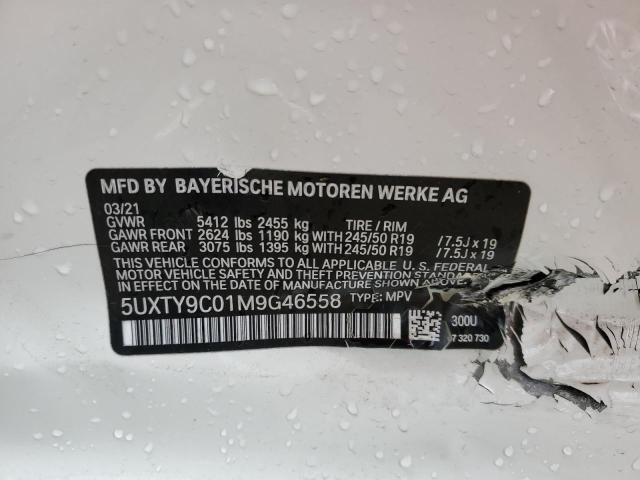 MFD BY BAYERISCHE MOTOREN WERKE AG
03/21
GVWR 5412 lbs 2455 kg TIRE / RIM
GAWR FRONT 2624 lbs 1190 kg WITH 245/50 R19 / 7.5J x 19
GAWR REAR 3075 lbs 1395 kg WITH 245/50 R19 / 7.5J x 19
THIS VEHICLE CONFORMS TO ALL APPLICABLE U. S. FEDERAL
MOTOR VEHICLE SAFETY AND THEFT PREVENTION STANDARDS
IN EFFECT ON THE DATE OF MANUFACTURE SHOWN
5UXTY9C01M9G46558 TYPE: MPV
300U
7 320 730